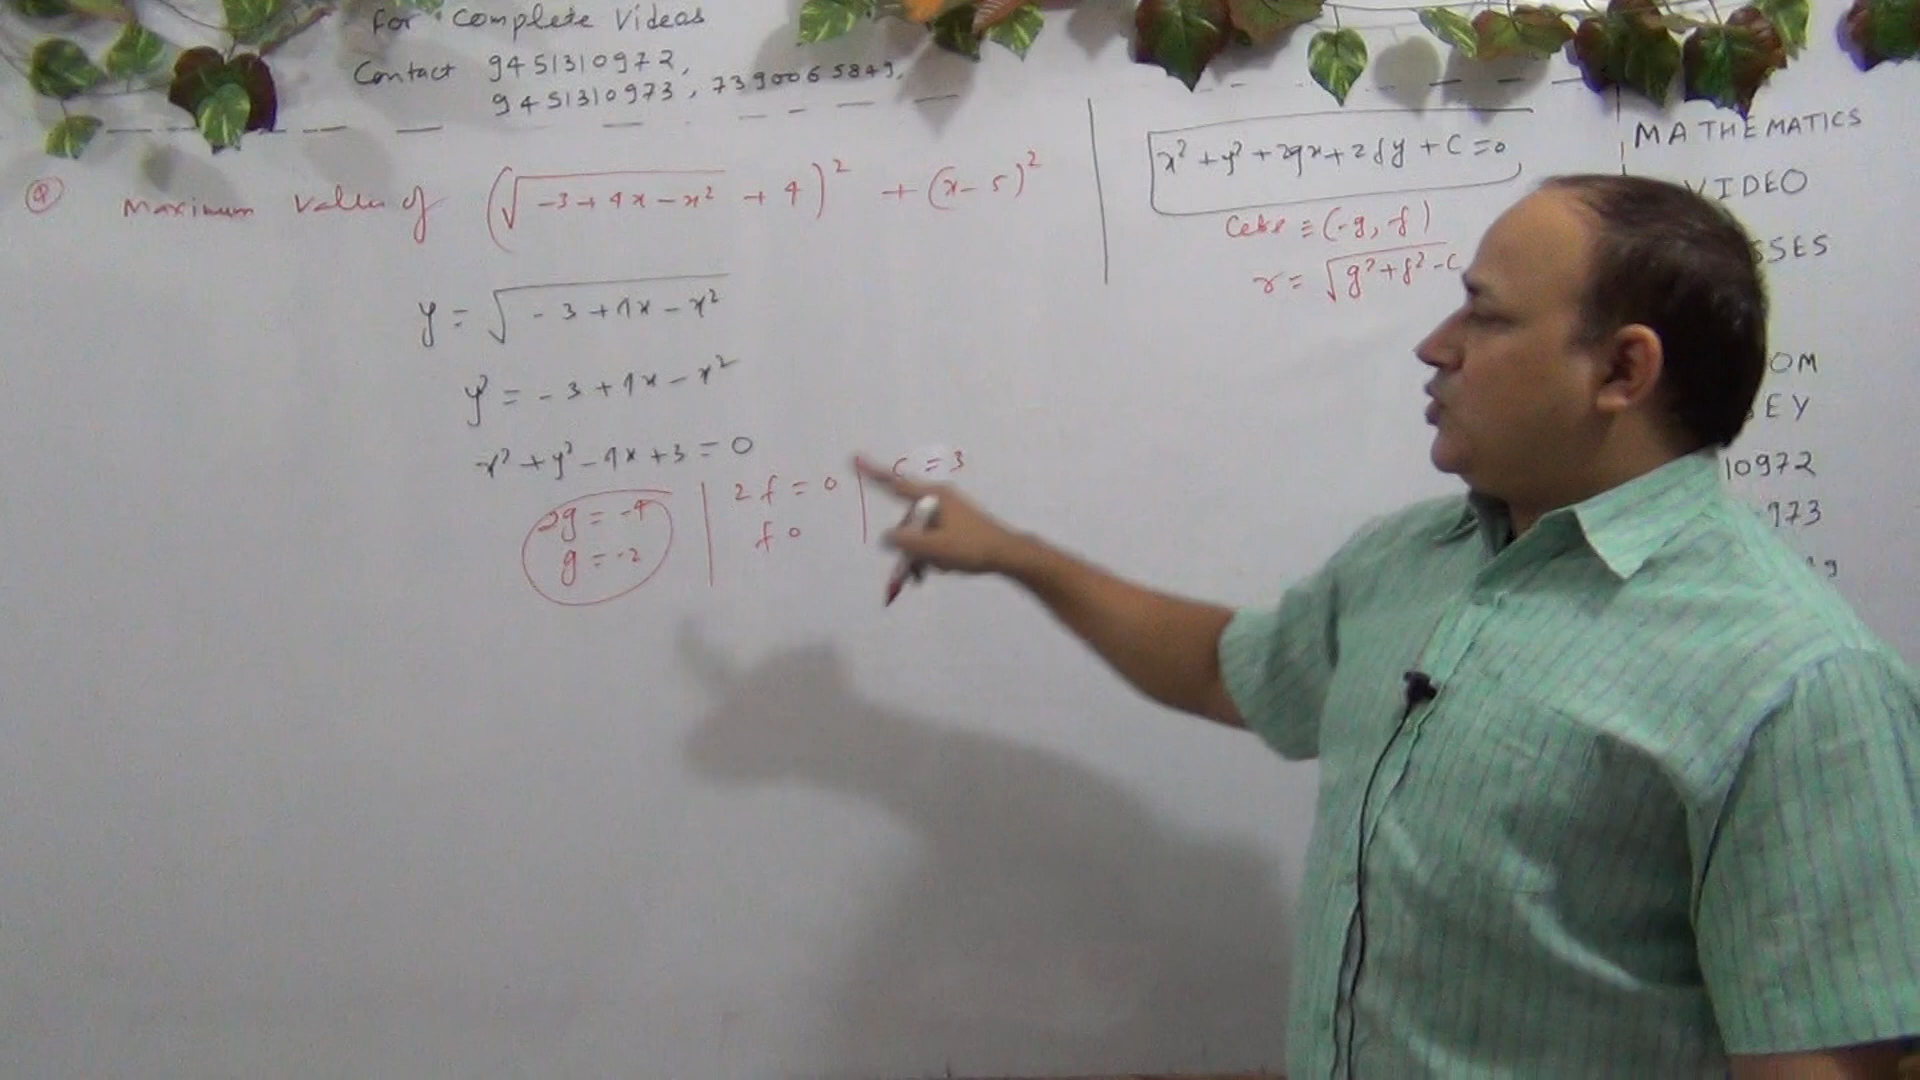 For Complete Videos
Contact 9451310972,
9451310973, 7390065849,
Q Maximum value of (√-3+4x-x² + 4)² + (x-5)²
y = √-3+4x-x²
y² = -3+4x-x²
x²+y²-4x+3=0
2g = -4
g = -2
2f = 0
f 0
c = 3
x²+y²+2gx+2fy+C=0
≡ (-g, -f)
r = √g²+f²-c
MATHEMATICS
VIDEO
SSES
OM
EY
10972
973
9